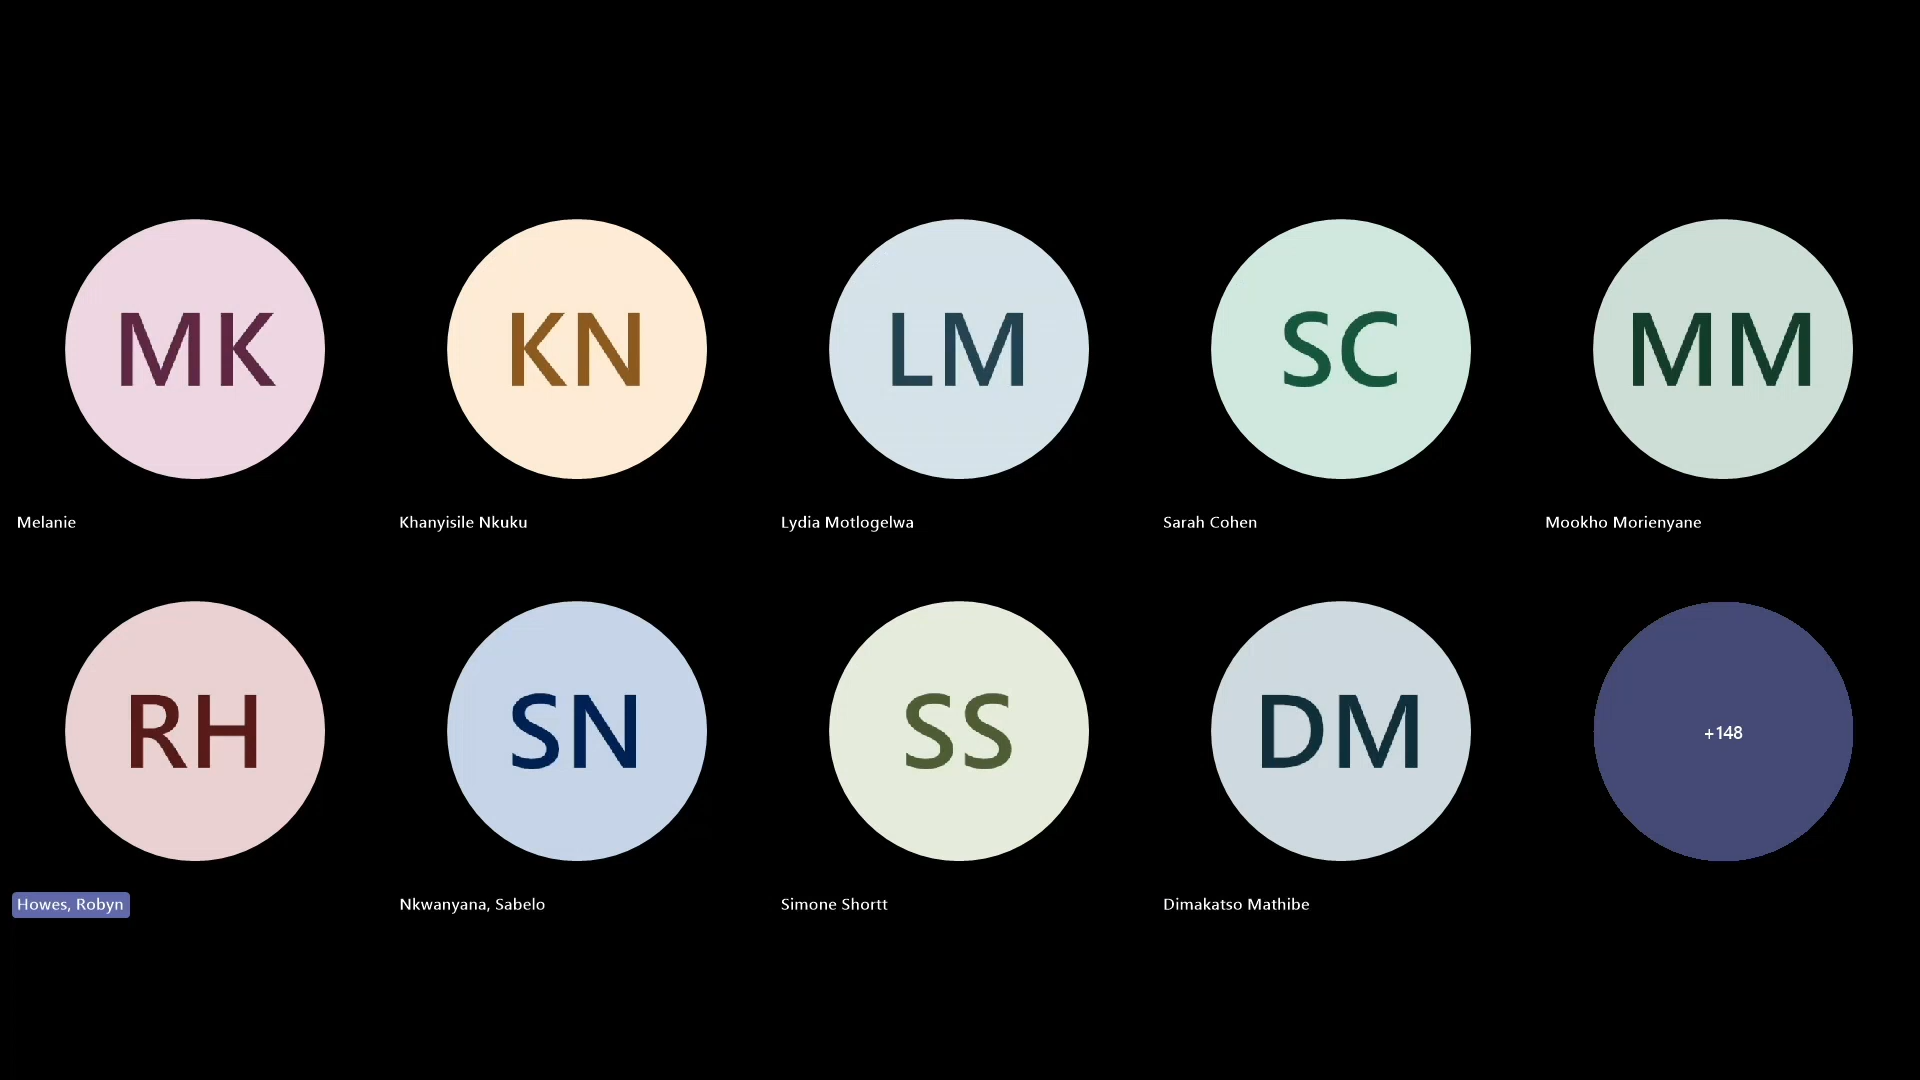 MK
KN
LM
SC
MM
Melanie
Khanyisile Nkuku
Lydia Motlogelwa
Sarah Cohen
Mookho Morienyane
RH
SN
SS
DM
+148
Howes, Robyn
Nkwanyana, Sabelo
Simone Shortt
Dimakatso Mathibe